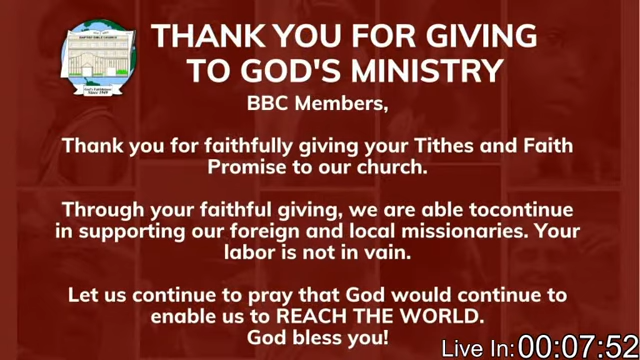 THANK YOU FOR GIVING
TO GOD'S MINISTRY
BBC Members,
Thank you for faithfully giving your Tithes and Faith
Promise to our church.
Through your faithful giving, we are able tocontinue
in supporting our foreign and local missionaries. Your
labor is not in vain.
Let us continue to pray that God would continue to
enable us to REACH THE WORLD.
God bless you!
Live In: 00:07:52